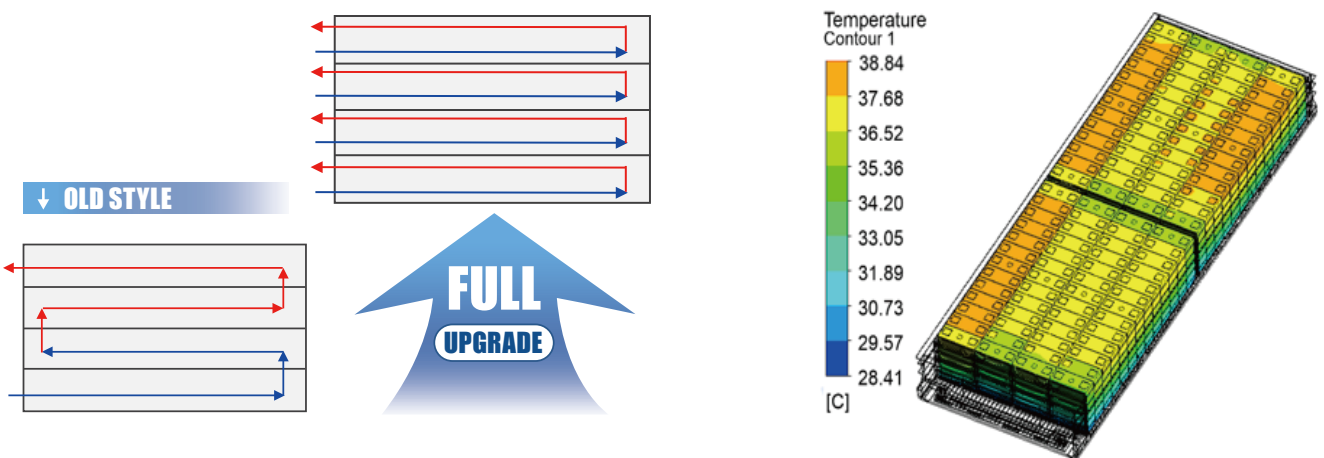 ↓ OLD STYLE
FULL
UPGRADE
Temperature
Contour 1
38.84
37.68
36.52
35.36
34.20
33.05
31.89
30.73
29.57
28.41
[C]